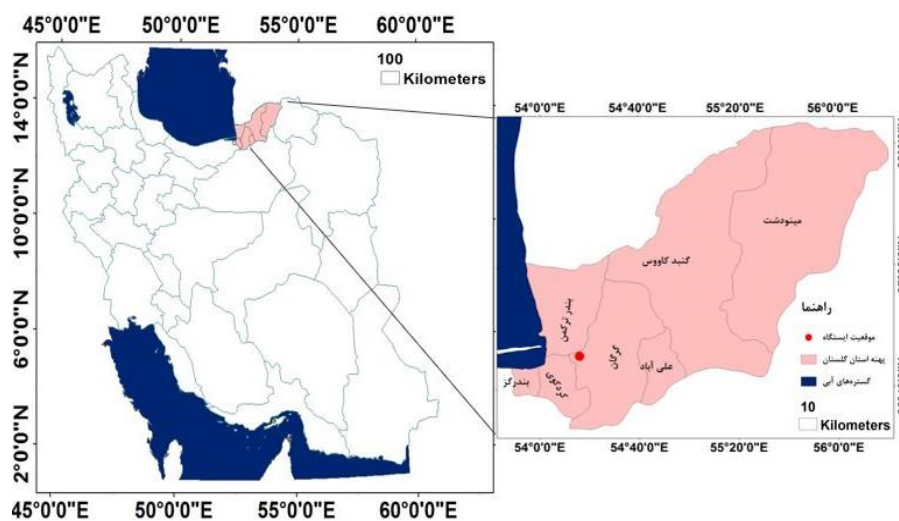 45°0'0"E 50°0'0"E 55°0'0"E 60°0'0"E
100
Kilometers
14°0'0"N
10°0'0"N
6°0'0"N
2°0'0"N
45°0'0"E 50°0'0"E 55°0'0"E 60°0'0"E
54°0'0"E 54°40'0"E 55°20'0"E 56°0'0"E
مینودشت
گنبد کاووس
بندر ترکمن
گرگان
علی آباد
کردکوی
بندرگز
راهنما
موقعیت ایستگاه
پهنه استان گلستان
گستره‌های آبی
10
Kilometers
54°0'0"E 54°40'0"E 55°20'0"E 56°0'0"E